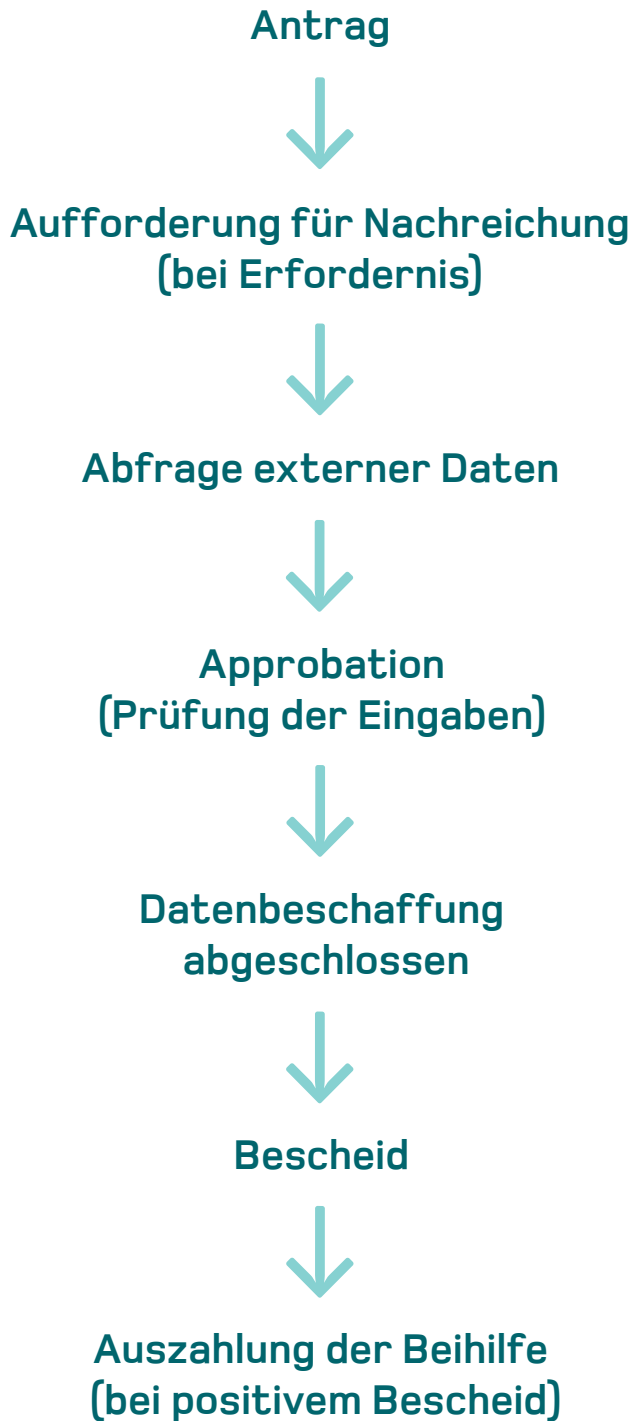 Antrag
Aufforderung für Nachreichung
(bei Erfordernis)
Abfrage externer Daten
Approbation
(Prüfung der Eingaben)
Datenbeschaffung
abgeschlossen
Bescheid
Auszahlung der Beihilfe
(bei positivem Bescheid)